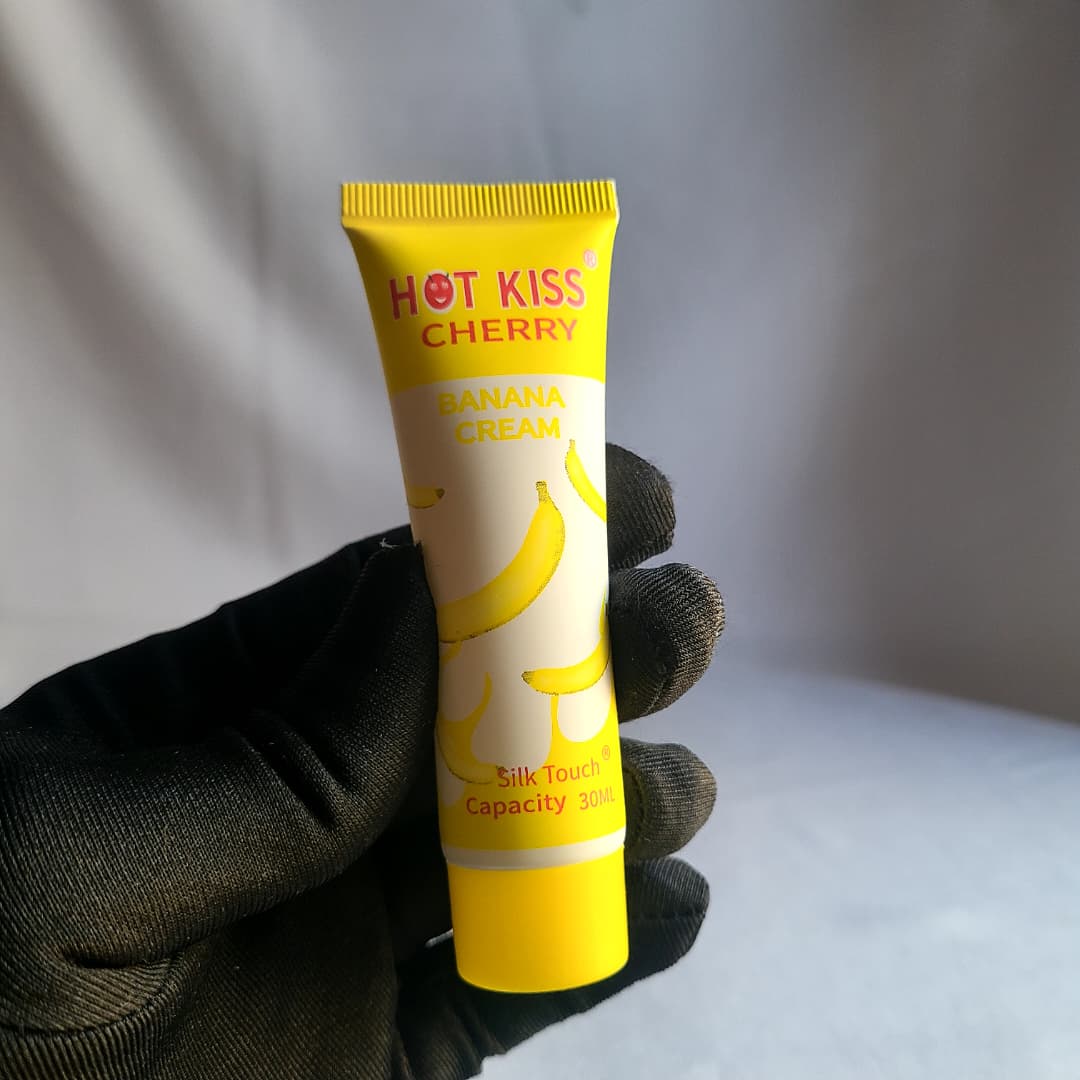 HOT KISS®
CHERRY
BANANA
CREAM
Silk Touch®
Capacity 30ML